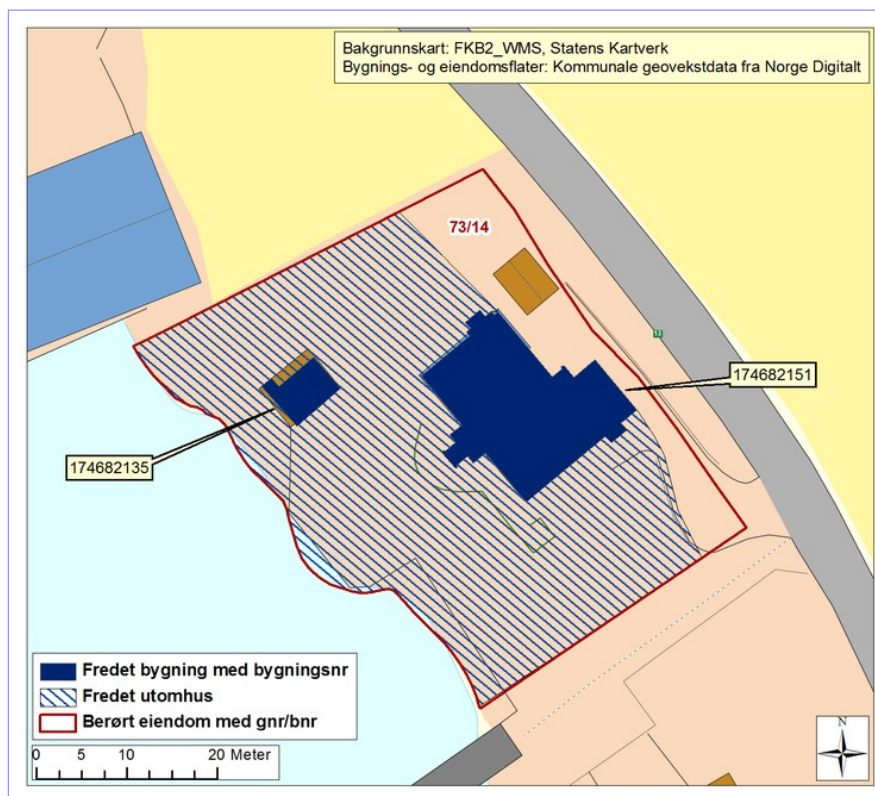 Bakgrunnskart: FKB2_WMS, Statens Kartverk
Bygnings- og eiendomsflater: Kommunale geovekstdata fra Norge Digitalt
73/14
13
174682151
174682135
Fredet bygning med bygningsnr
Fredet utomhus
Berørt eiendom med gnr/bnr
0 5 10 20 Meter
N